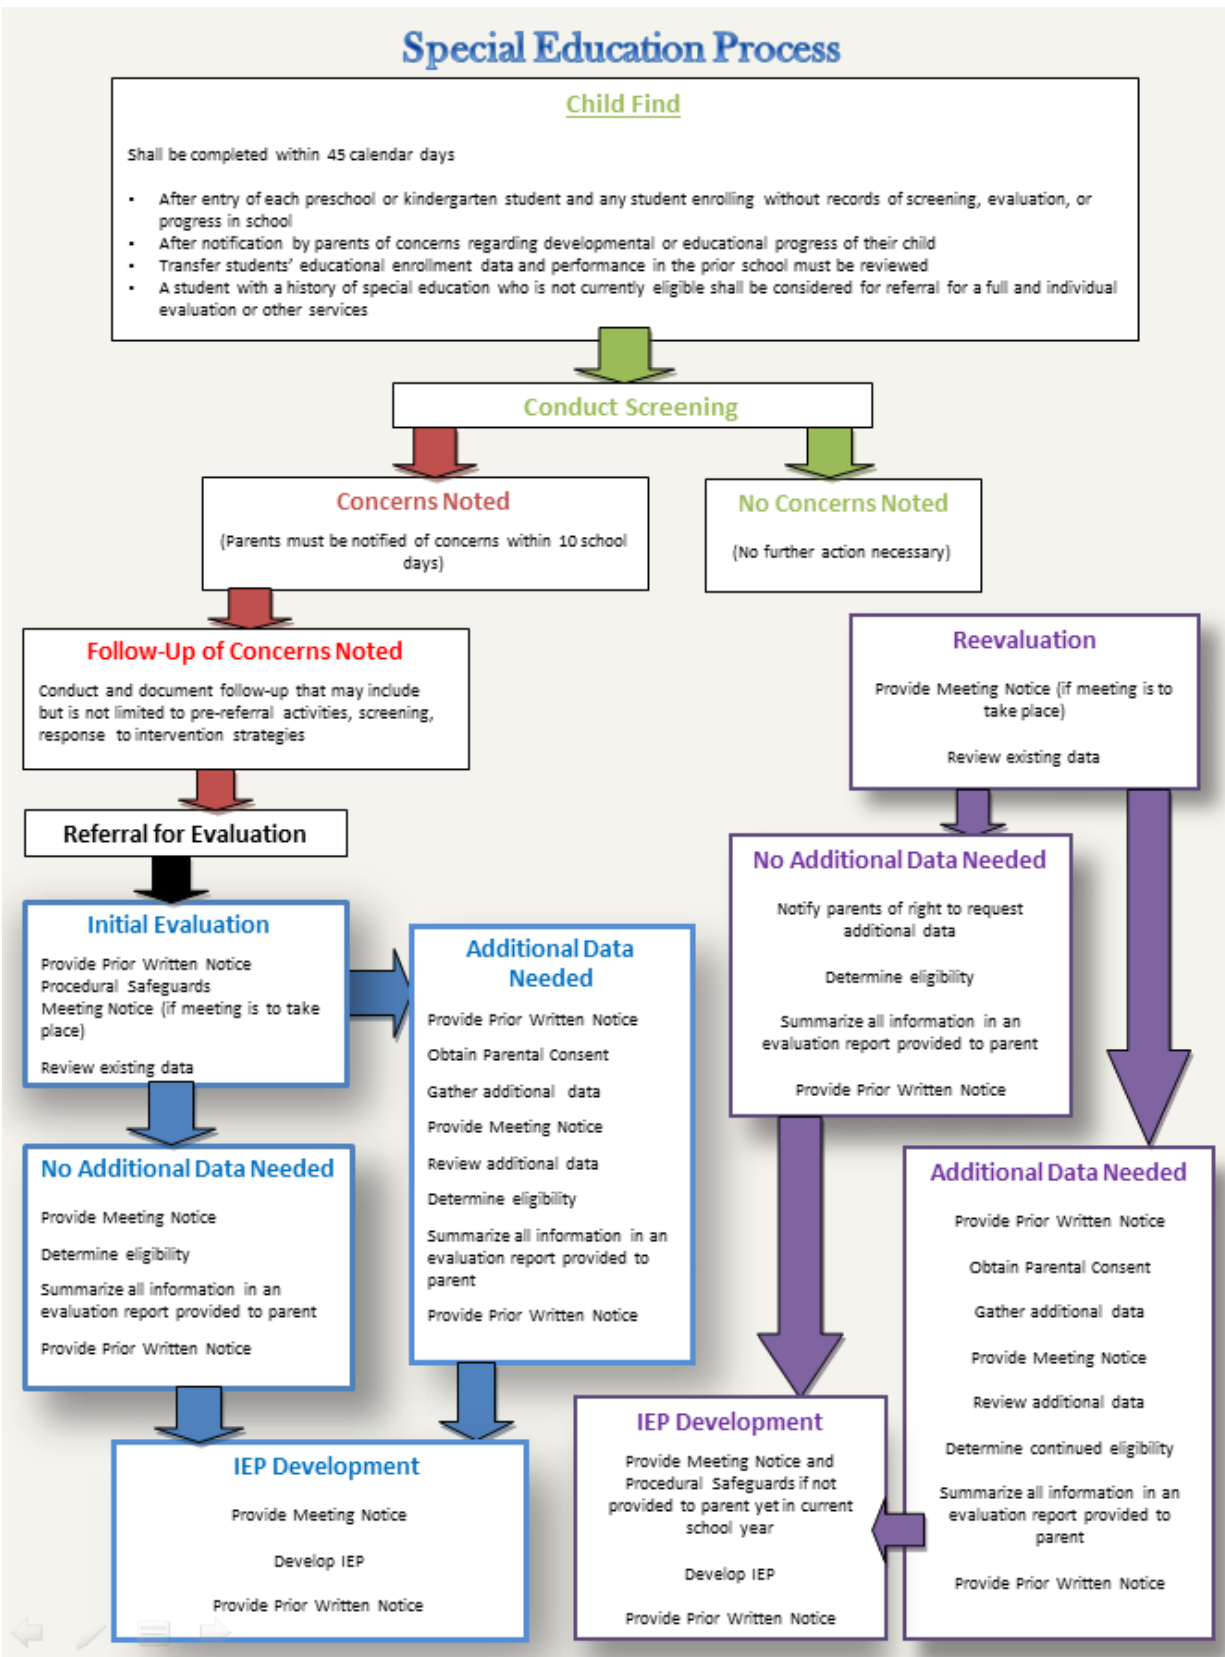 Special Education Process
Child Find
Shall be completed within 45 calendar days
▪ After entry of each preschool or kindergarten student and any student enrolling without records of screening, evaluation, or
progress in school
▪ After notification by parents of concerns regarding developmental or educational progress of their child
▪ Transfer students' educational enrollment data and performance in the prior school must be reviewed
▪ A student with a history of special education who is not currently eligible shall be considered for referral for a full and individual
evaluation or other services
Conduct Screening
Concerns Noted
(Parents must be notified of concerns within 10 school
days)
No Concerns Noted
(No further action necessary)
Follow-Up of Concerns Noted
Conduct and document follow-up that may include
but is not limited to pre-referral activities, screening,
response to intervention strategies
Referral for Evaluation
Initial Evaluation
Provide Prior Written Notice
Procedural Safeguards
Meeting Notice (if meeting is to take
place)
Review existing data
Additional Data
Needed
Provide Prior Written Notice
Obtain Parental Consent
Gather additional data
Provide Meeting Notice
Review additional data
Determine eligibility
Summarize all information in an
evaluation report provided to
parent
Provide Prior Written Notice
No Additional Data Needed
Provide Meeting Notice
Determine eligibility
Summarize all information in an
evaluation report provided to parent
Provide Prior Written Notice
IEP Development
Provide Meeting Notice
Develop IEP
Provide Prior Written Notice
Reevaluation
Provide Meeting Notice (if meeting is to
take place)
Review existing data
No Additional Data Needed
Notify parents of right to request
additional data
Determine eligibility
Summarize all information in an
evaluation report provided to parent
Provide Prior Written Notice
Additional Data Needed
Provide Prior Written Notice
Obtain Parental Consent
Gather additional data
Provide Meeting Notice
Review additional data
Determine continued eligibility
Summarize all information in an
evaluation report provided to
parent
Provide Prior Written Notice
IEP Development
Provide Meeting Notice and
Procedural Safeguards if not
provided to parent yet in current
school year
Develop IEP
Provide Prior Written Notice